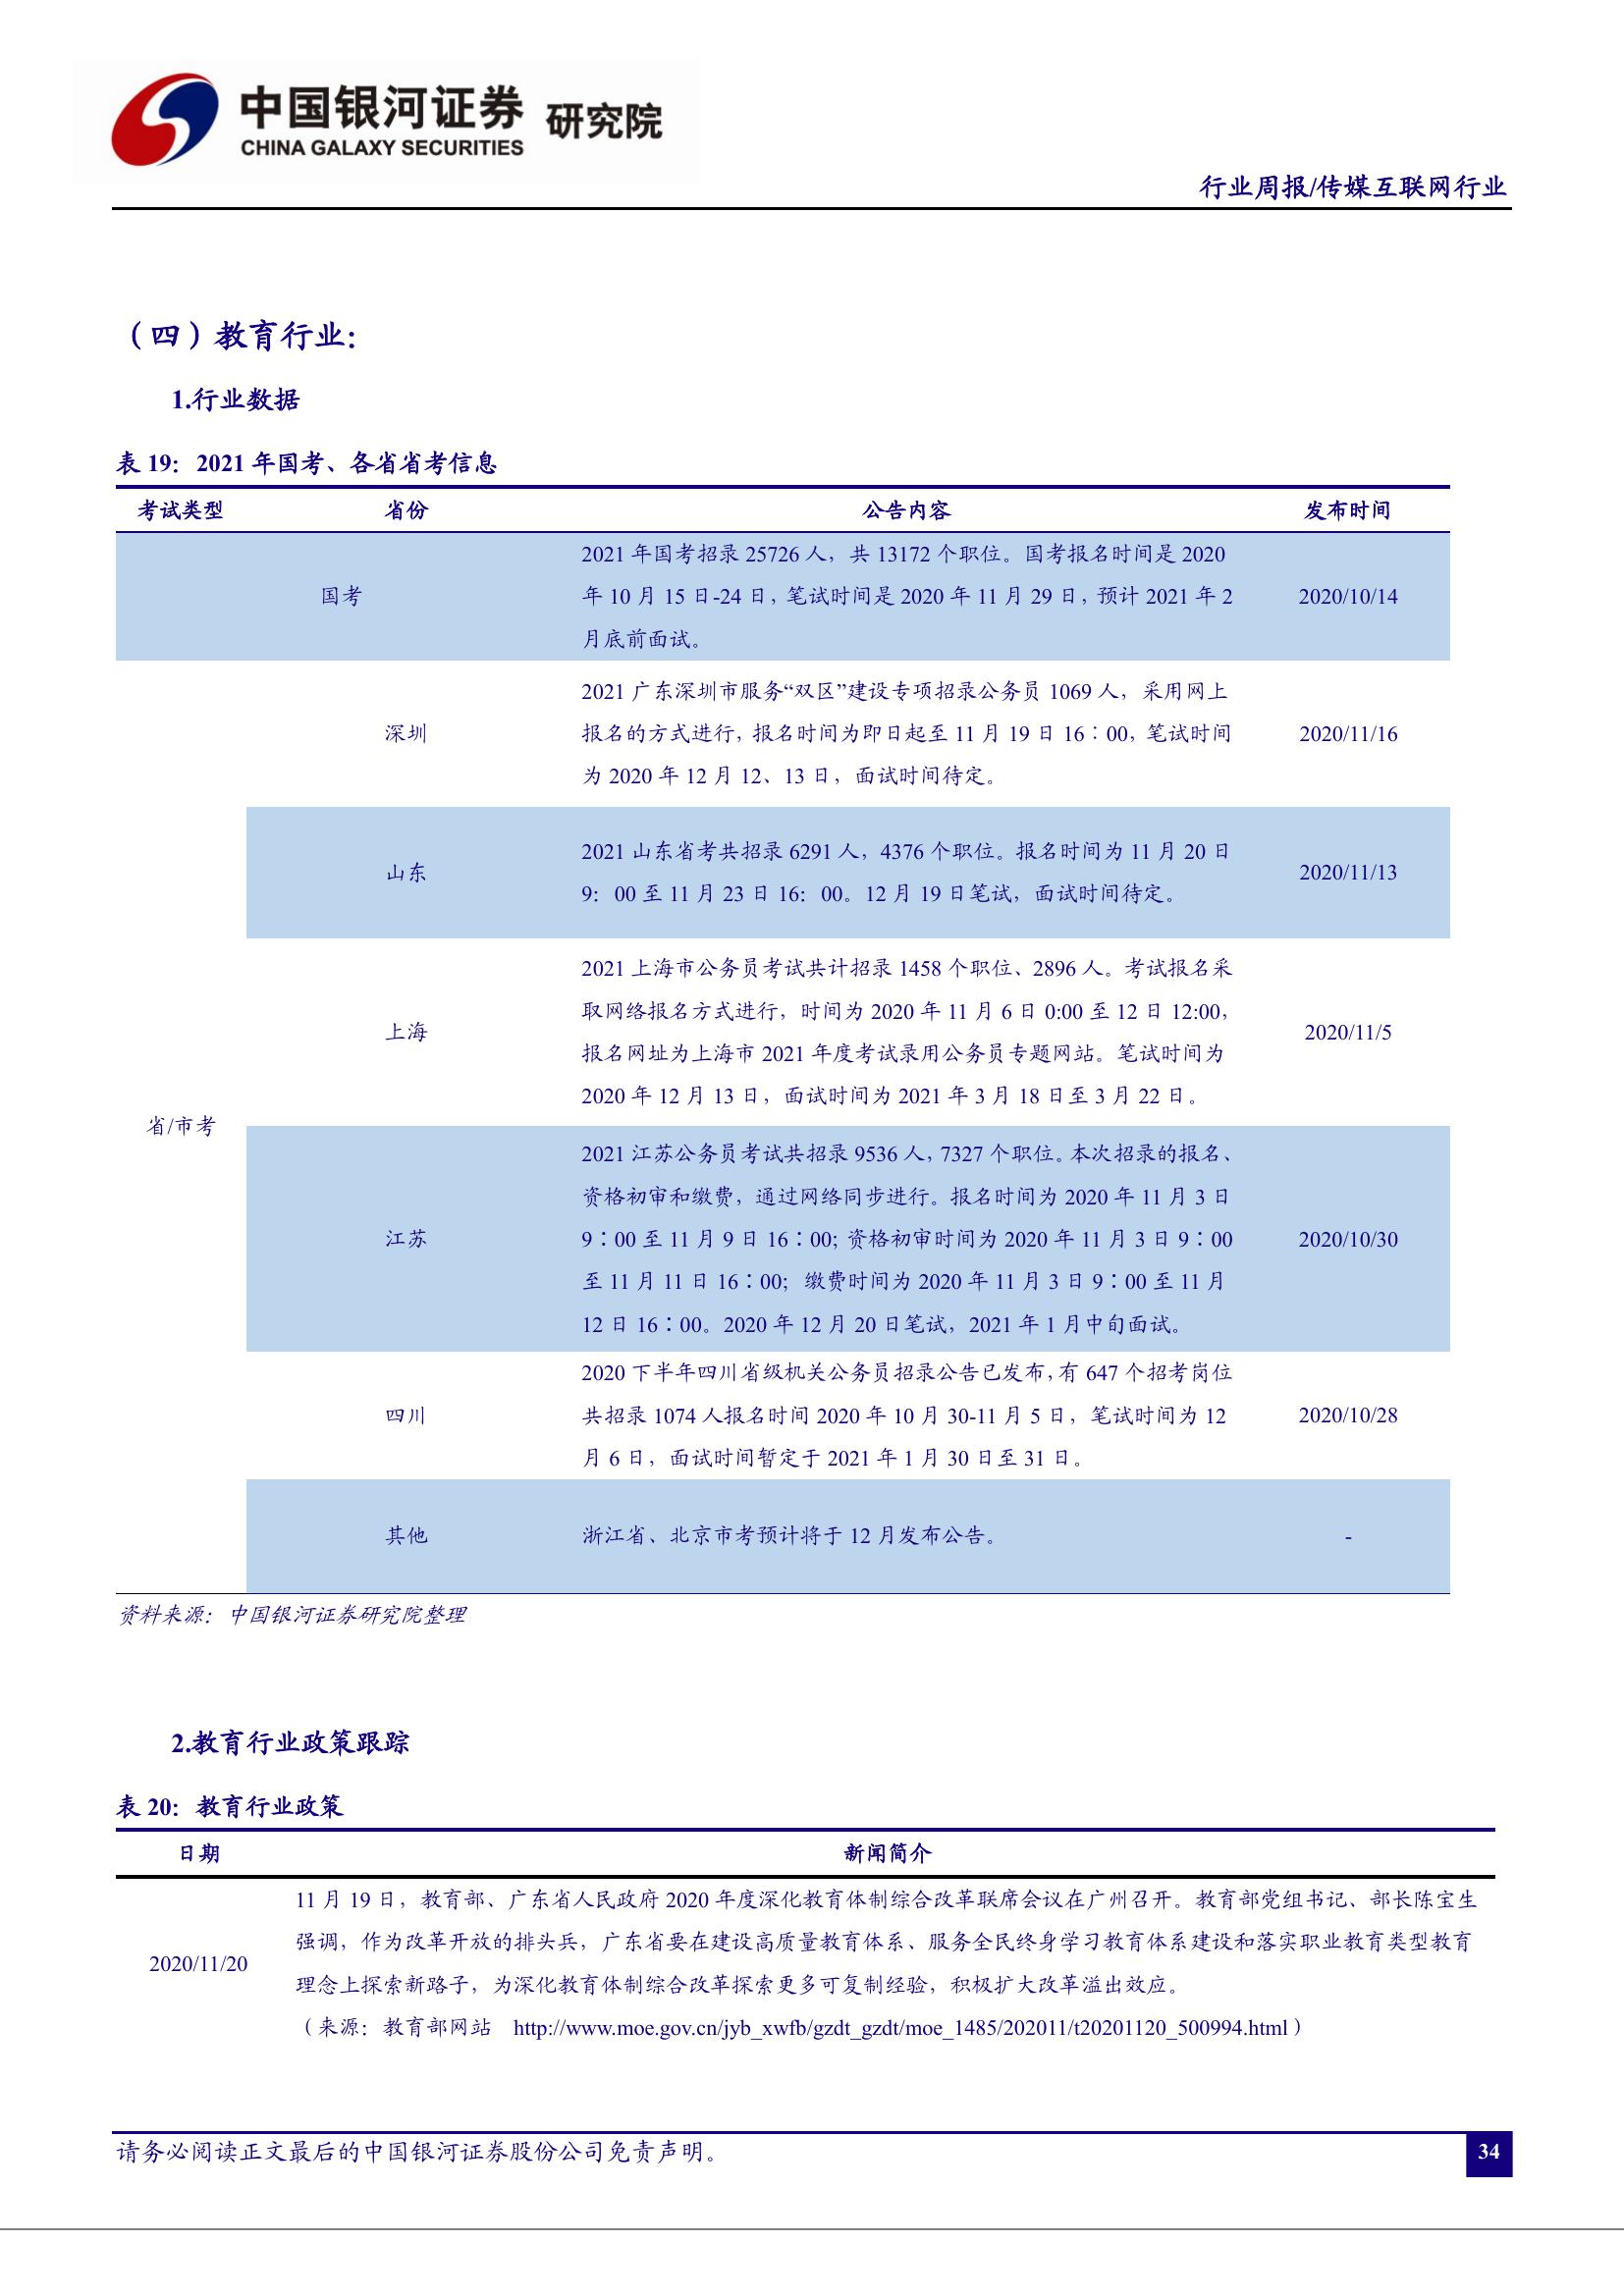 中国银河证券 研究院
CHINA GALAXY SECURITIES
行业周报/传媒互联网行业
（四）教育行业：
1.行业数据
表 19：2021 年国考、各省省考信息
考试类型 省份 公告内容 发布时间
2021 年国考招录 25726 人，共 13172 个职位。国考报名时间是 2020
国考 年 10 月 15 日-24 日，笔试时间是 2020 年 11 月 29 日，预计 2021 年 2 2020/10/14
月底前面试。
2021 广东深圳市服务“双区”建设专项招录公务员 1069 人，采用网上
深圳 报名的方式进行，报名时间为即日起至 11 月 19 日 16∶00，笔试时间 2020/11/16
为 2020 年 12 月 12、13 日，面试时间待定。
山东 2021 山东省考共招录 6291 人，4376 个职位。报名时间为 11 月 20 日 2020/11/13
9：00 至 11 月 23 日 16：00。12 月 19 日笔试，面试时间待定。
2021 上海市公务员考试共计招录 1458 个职位、2896 人。考试报名采
取网络报名方式进行，时间为 2020 年 11 月 6 日 0:00 至 12 日 12:00，
上海 报名网址为上海市 2021 年度考试录用公务员专题网站。笔试时间为 2020/11/5
2020 年 12 月 13 日，面试时间为 2021 年 3 月 18 日至 3 月 22 日。
省/市考
2021 江苏公务员考试共招录 9536 人，7327 个职位。本次招录的报名、
资格初审和缴费，通过网络同步进行。报名时间为 2020 年 11 月 3 日
江苏 9∶00 至 11 月 9 日 16∶00；资格初审时间为 2020 年 11 月 3 日 9∶00 2020/10/30
至 11 月 11 日 16∶00；缴费时间为 2020 年 11 月 3 日 9∶00 至 11 月
12 日 16∶00。2020 年 12 月 20 日笔试，2021 年 1 月中旬面试。
2020 下半年四川省级机关公务员招录公告已发布，有 647 个招考岗位
四川 共招录 1074 人报名时间 2020 年 10 月 30-11 月 5 日，笔试时间为 12 2020/10/28
月 6 日，面试时间暂定于 2021 年 1 月 30 日至 31 日。
其他 浙江省、北京市考预计将于 12 月发布公告。 -
资料来源：中国银河证券研究院整理
2.教育行业政策跟踪
表 20：教育行业政策
日期 新闻简介
11 月 19 日，教育部、广东省人民政府 2020 年度深化教育体制综合改革联席会议在广州召开。教育部党组书记、部长陈宝生
强调，作为改革开放的排头兵，广东省要在建设高质量教育体系、服务全民终身学习教育体系建设和落实职业教育类型教育
2020/11/20 理念上探索新路子，为深化教育体制综合改革探索更多可复制经验，积极扩大改革溢出效应。
（来源：教育部网站 http://www.moe.gov.cn/jyb_xwfb/gzdt_gzdt/moe_1485/202011/t20201120_500994.html）
请务必阅读正文最后的中国银河证券股份公司免责声明。 34